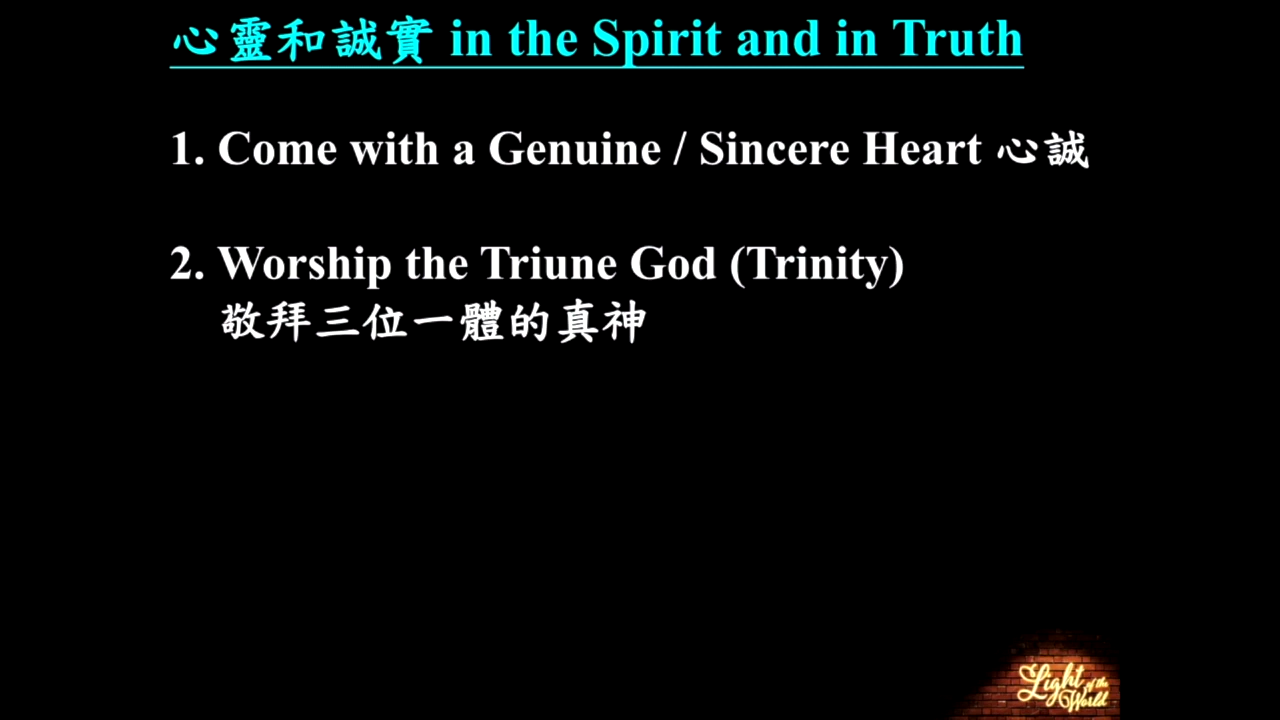 心靈和誠實 in the Spirit and in Truth
1. Come with a Genuine / Sincere Heart 心誠
2. Worship the Triune God (Trinity)
敬拜三位一體的真神
Light of the World